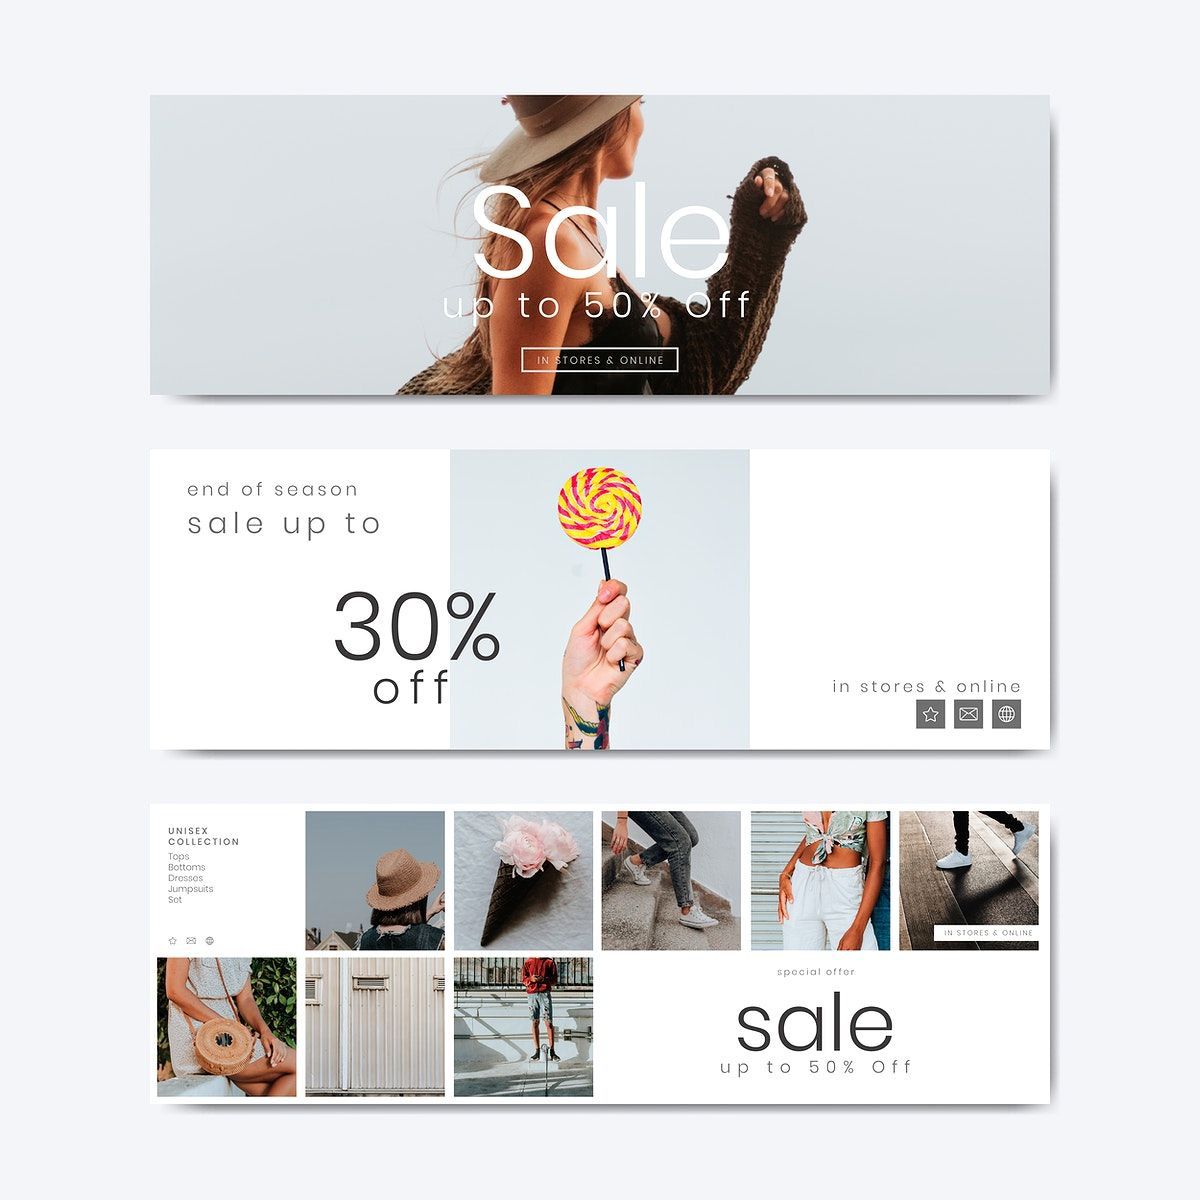 Sale
up to 50% Off
IN STORES & ONLINE
end of season
sale up to
30%
off
in stores & online
UNISEX
COLLECTION
Tops
Bottoms
Dresses
Jumpsuits
Set
IN STORES & ONLINE
special offer
sale
up to 50% Off